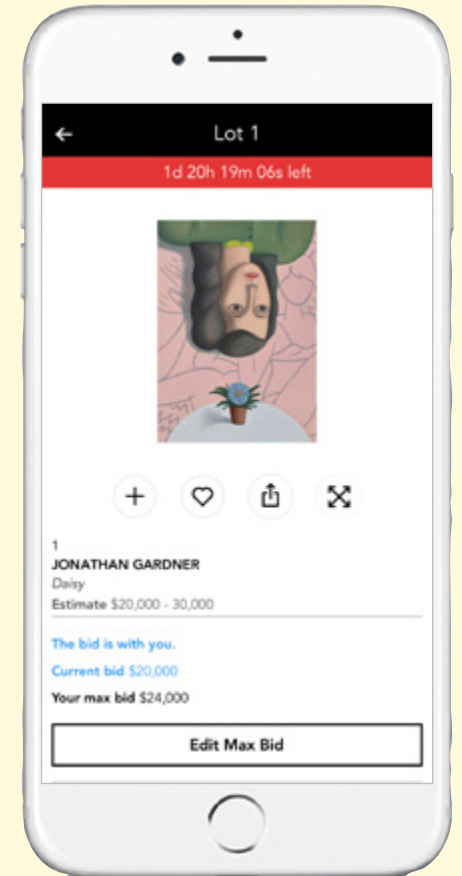 Lot 1
1d 20h 19m 06s left
1
JONATHAN GARDNER
Daisy
Estimate $20,000 - 30,000
The bid is with you.
Current bid $20,000
Your max bid $24,000
Edit Max Bid